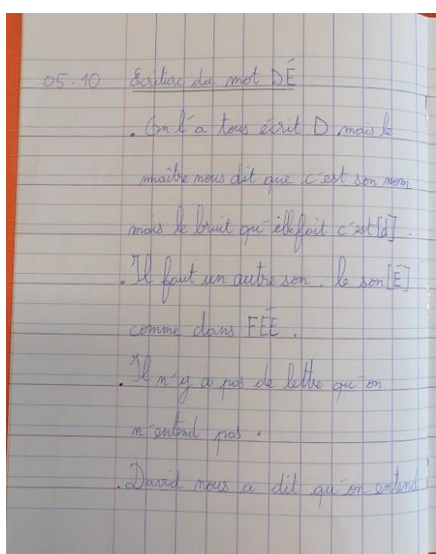 05-10 Ecriture du mot DÉ
. On l'a tous écrit D mais le
maître nous dit que c'est son nom
mais le bruit qu'elle fait c'est [d].
. Il faut un autre son. le son [É]
comme dans FÉE.
. Il n'y a pas de lettre qu'on
n'entend pas.
. David nous a dit qu'on entend